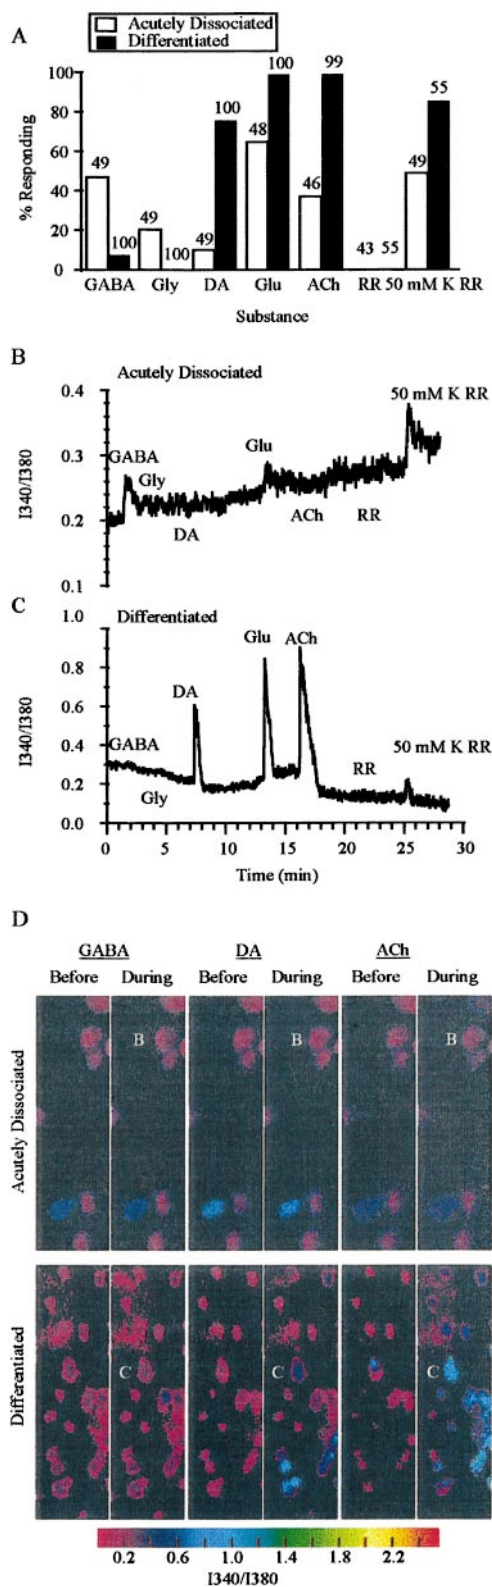 A
Acutely Dissociated
Differentiated
% Responding
100
80
60
40
20
0
49 100 49 100 49 100 48 100 46 99 43 55 49 55
GABA Gly DA Glu ACh RR 50 mM K RR
Substance
B
Acutely Dissociated
50 mM K RR
I340/I380
0.4
0.3
0.2
0.1
GABA
Gly
DA
Glu
ACh
RR
C
Differentiated
I340/I380
1.0
0.8
0.6
0.4
0.2
0.0
GABA
Gly
DA
Glu
ACh
RR
50 mM K RR
0 5 10 15 20 25 30
Time (min)
D
GABA DA ACh
Before During Before During Before During
Acutely Dissociated
B B B
Differentiated
C C
0.2 0.6 1.0 1.4 1.8 2.2
I340/I380